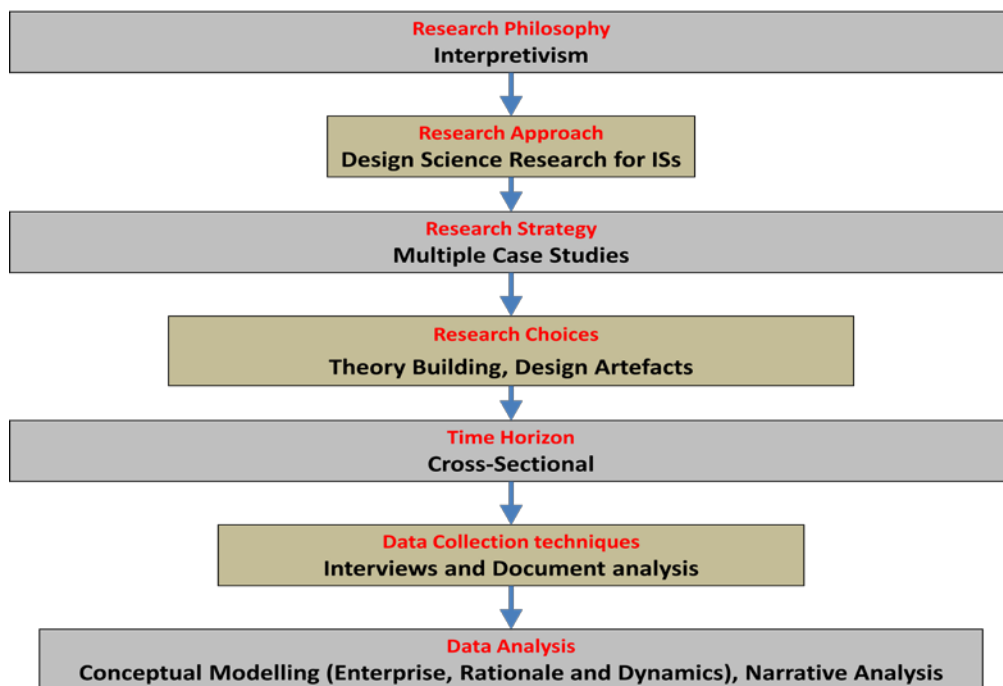 Research Philosophy
Interpretivism
Research Approach
Design Science Research for ISs
Research Strategy
Multiple Case Studies
Research Choices
Theory Building, Design Artefacts
Time Horizon
Cross-Sectional
Data Collection techniques
Interviews and Document analysis
Data Analysis
Conceptual Modelling (Enterprise, Rationale and Dynamics), Narrative Analysis